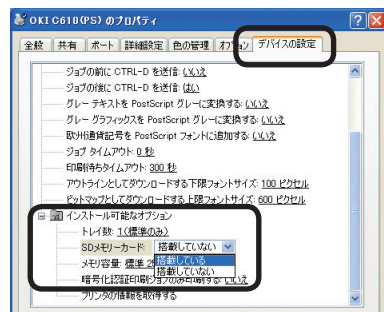 OKI C610(PS) のプロパティ
全般 共有 ポート 詳細設定 色の管理 デバイスの設定
ジョブの前に CTRL-D を送信: いいえ
ジョブの後に CTRL-D を送信: はい
グレー テキストを PostScript グレーに変換する: いいえ
グレー グラフィックスを PostScript グレーに変換する: いいえ
欧州通貨記号を PostScript フォントに追加する: いいえ
ジョブ タイムアウト: 0 秒
印刷待ちタイムアウト: 300 秒
アウトラインとしてダウンロードする下限フォントサイズ: 100 ピクセル
ビットマップとしてダウンロードする上限フォントサイズ: 600 ピクセル
インストール可能なオプション
トレイ数: 1(標準のみ)
SDメモリーカード: 搭載していない
搭載している
メモリ容量: 標準
搭載していない
暗号化認証印刷ジョブのみ印刷する: いいえ
プリンタの情報を取得する